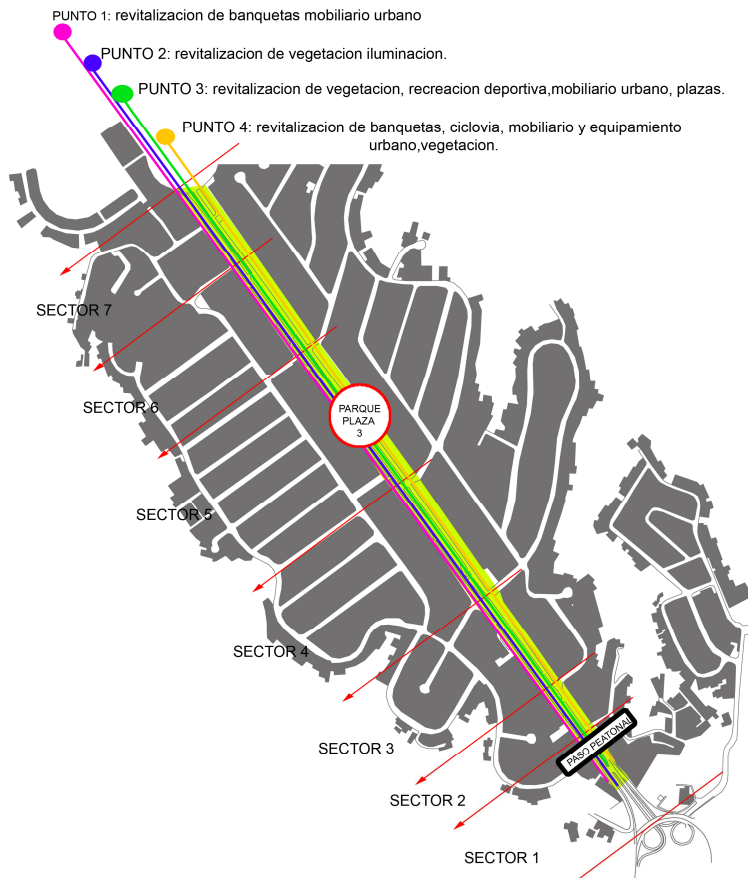 PUNTO 1: revitalizacion de banquetas mobiliario urbano
PUNTO 2: revitalizacion de vegetacion iluminacion.
PUNTO 3: revitalizacion de vegetacion, recreacion deportiva,mobiliario urbano, plazas.
PUNTO 4: revitalizacion de banquetas, ciclovia, mobiliario y equipamiento
urbano,vegetacion.
SECTOR 7
SECTOR 6
PARQUE
PLAZA
3
SECTOR 5
SECTOR 4
SECTOR 3
PASO PEATONAL
SECTOR 2
SECTOR 1